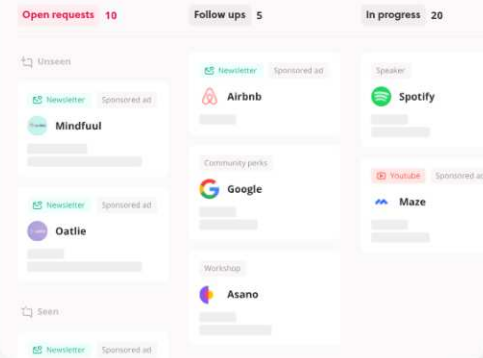 Open requests 10
Unseen
Newsletter Sponsored ad
Mindfuul
Newsletter Sponsored ad
Oatlie
Seen
Newsletter Sponsored ad
Follow ups 5
Newsletter Sponsored ad
Airbnb
Community perks
Google
Workshop
Asano
In progress 20
Speaker
Spotify
Youtube Sponsored ad
Maze